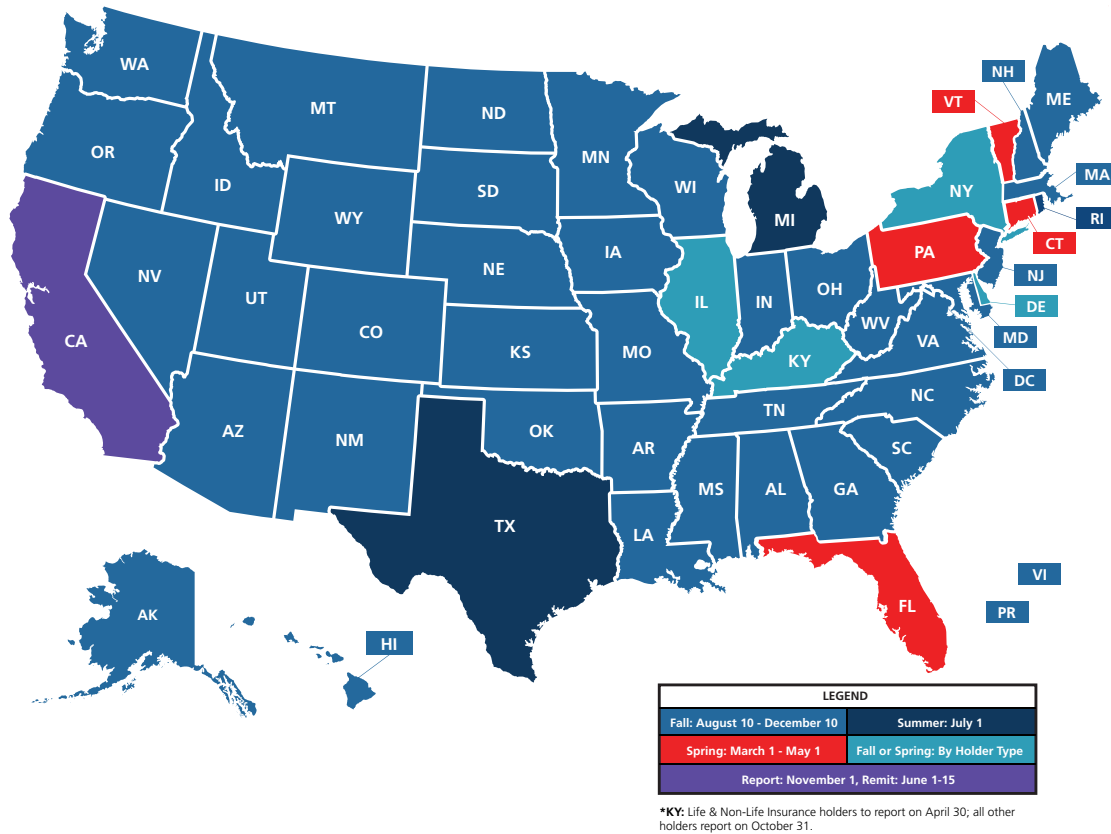 WA
MT
ND
MN
NH
ME
VT
OR
ID
SD
WI
MA
WY
MI
NY
RI
CT
NV
UT
NE
IA
PA
NJ
CA
CO
KS
MO
IL
IN
OH
WV
VA
DE
MD
DC
KY
AZ
NM
OK
AR
TN
NC
SC
TX
LA
MS
AL
GA
FL
VI
PR
AK
HI
LEGEND
Fall: August 10 - December 10
Summer: July 1
Spring: March 1 - May 1
Fall or Spring: By Holder Type
Report: November 1, Remit: June 1-15
*KY: Life & Non-Life Insurance holders to report on April 30; all other
holders report on October 31.